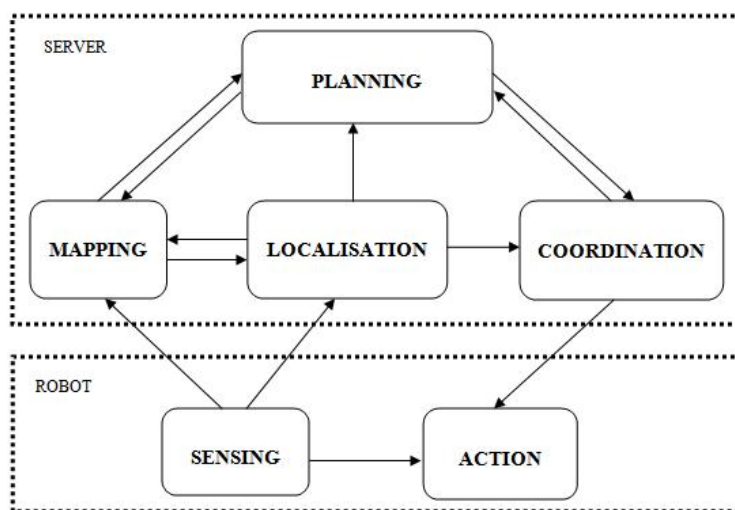 SERVER
PLANNING
MAPPING
LOCALISATION
COORDINATION
ROBOT
SENSING
ACTION